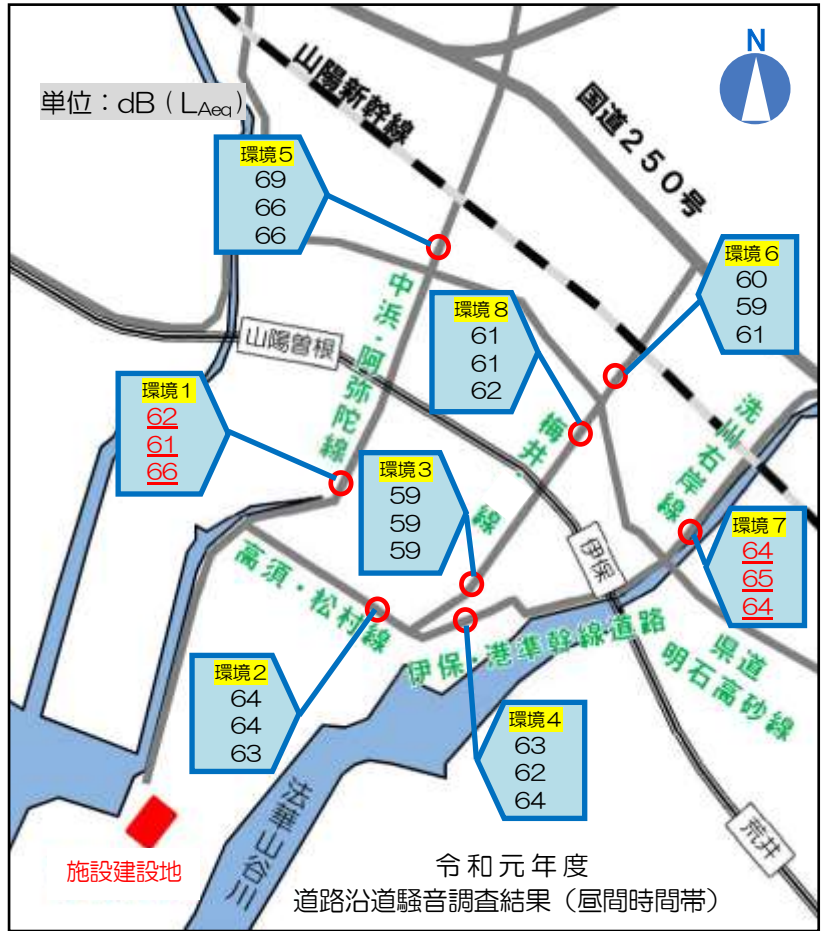 N
単位：dB（LAeq）
山陽新幹線
国道２５０号
環境５
69
66
66
環境６
60
59
61
環境８
61
61
62
中浜・阿弥陀線
山陽曽根
環境１
62
61
66
梅井・線
洗川右岸線
環境３
59
59
59
環境７
64
65
64
伊保
高須・松村線
伊保・港準幹線道路
県道
明石高砂線
環境２
64
64
63
環境４
63
62
64
法華山谷川
荒井
施設建設地
令和元年度
道路沿道騒音調査結果（昼間時間帯）